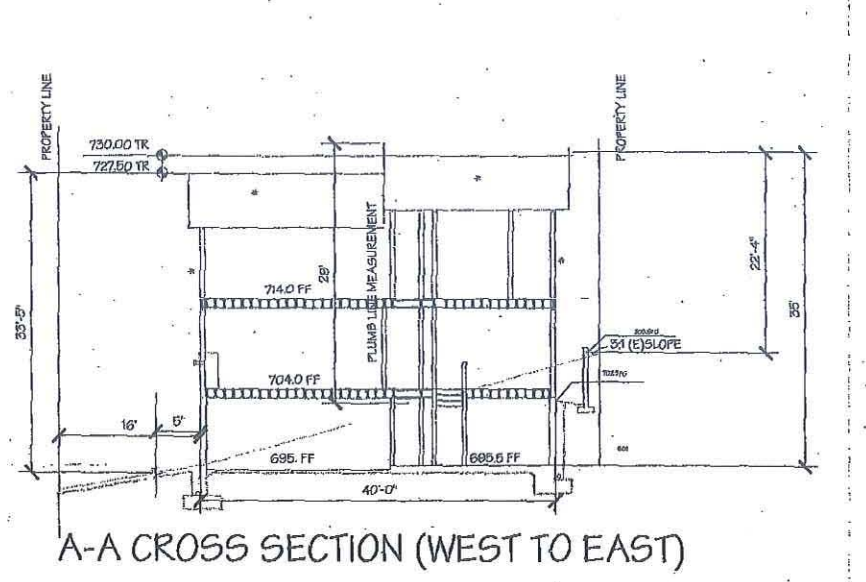 PROPERTY LINE
PROPERTY LINE
730.00 TR
727.50 TR
PLUMB LINE MEASUREMENT
28'
714.0 FF
22'-4"
35'
33'-5"
3:1 (E)SLOPE
704.0 FF
16'
5'
695. FF
695.5 FF
40'-0"
A-A CROSS SECTION (WEST TO EAST)